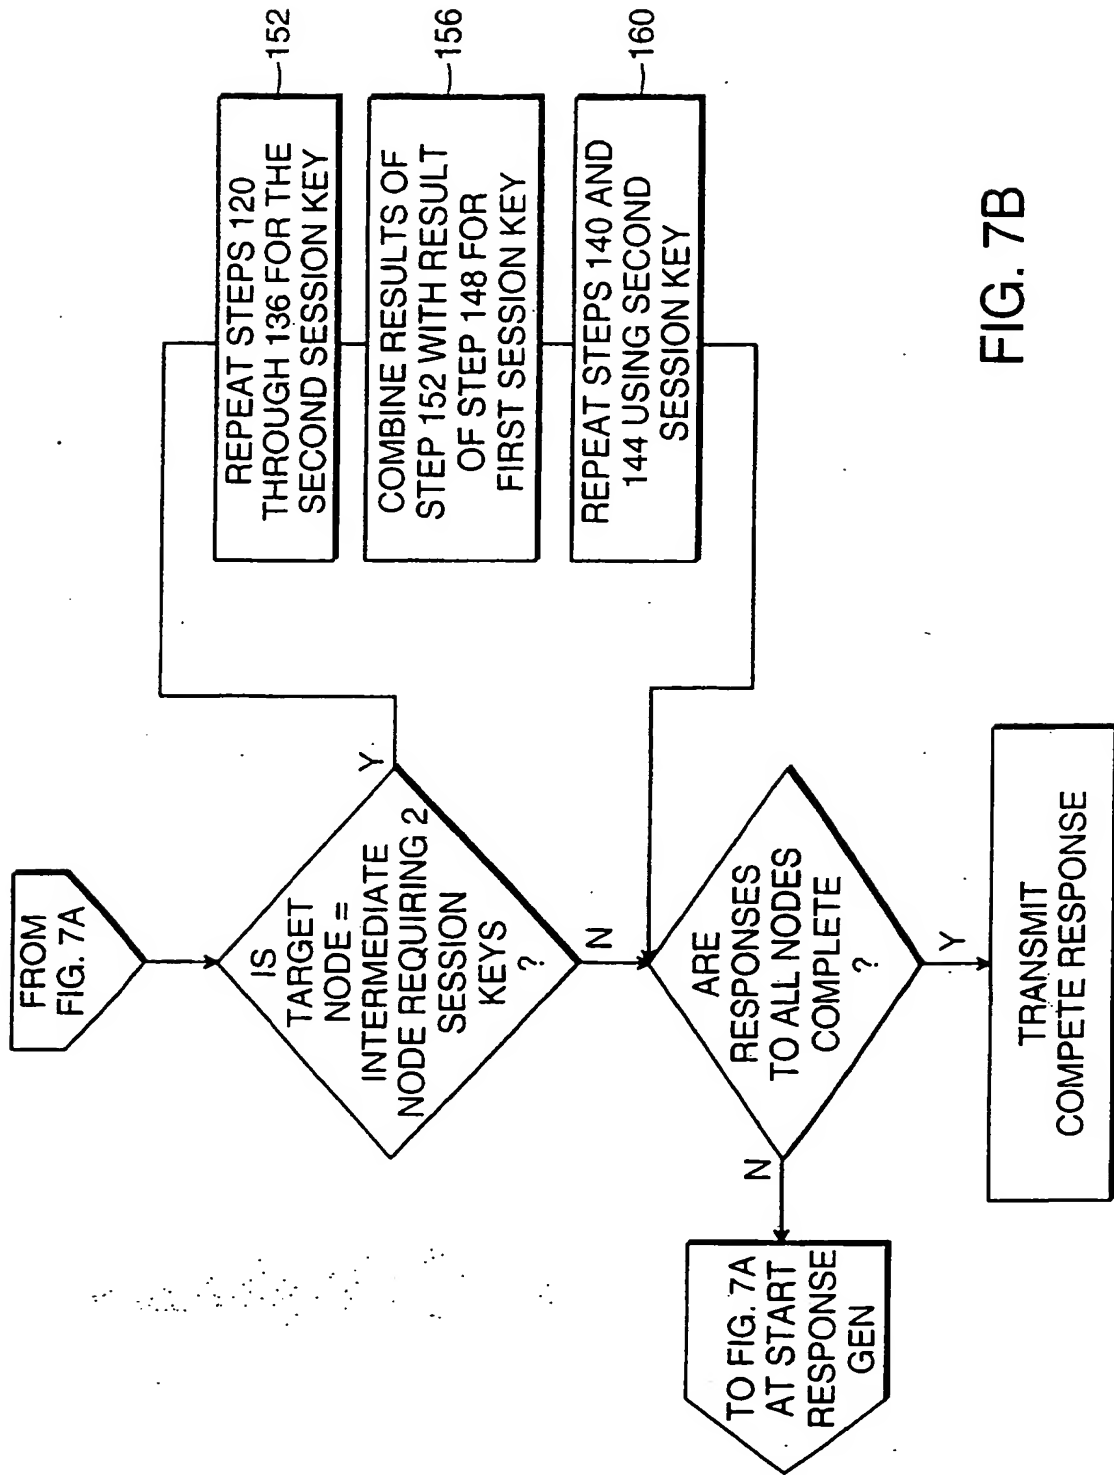 FROM
FIG. 7A
IS
TARGET
NODE =
INTERMEDIATE
NODE REQUIRING 2
SESSION
KEYS
?
Y
N
REPEAT STEPS 120
THROUGH 136 FOR THE
SECOND SESSION KEY
152
COMBINE RESULTS OF
STEP 152 WITH RESULT
OF STEP 148 FOR
FIRST SESSION KEY
156
REPEAT STEPS 140 AND
144 USING SECOND
SESSION KEY
160
ARE
RESPONSES
TO ALL NODES
COMPLETE
?
N
Y
TO FIG. 7A
AT START
RESPONSE
GEN
TRANSMIT
COMPETE RESPONSE
FIG. 7B